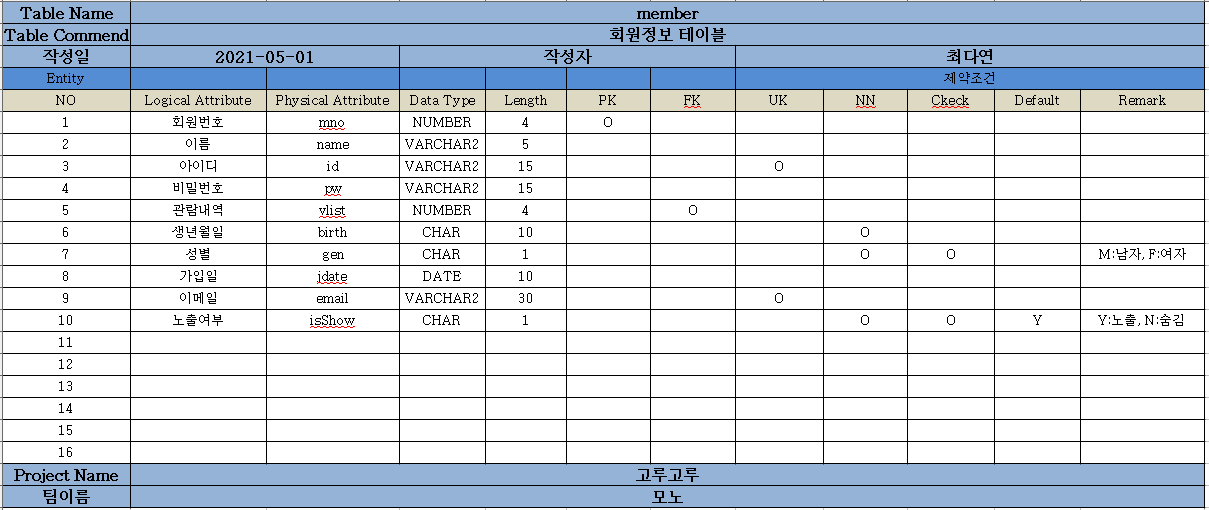 Table Name member
Table Commend 회원정보 테이블
작성일 2021-05-01 작성자 최다연
Entity 제약조건
NO Logical Attribute Physical Attribute Data Type Length PK FK UK NN Ckeck Default Remark
1 회원번호 mno NUMBER 4 O
2 이름 name VARCHAR2 5
3 아이디 id VARCHAR2 15 O
4 비밀번호 pw VARCHAR2 15
5 관람내역 vlist NUMBER 4 O
6 생년월일 birth CHAR 10 O
7 성별 gen CHAR 1 O O M:남자, F:여자
8 가입일 jdate DATE 10
9 이메일 email VARCHAR2 30 O
10 노출여부 isShow CHAR 1 O O Y Y:노출, N:숨김
11
12
13
14
15
16
Project Name 고루고루
팀이름 모노